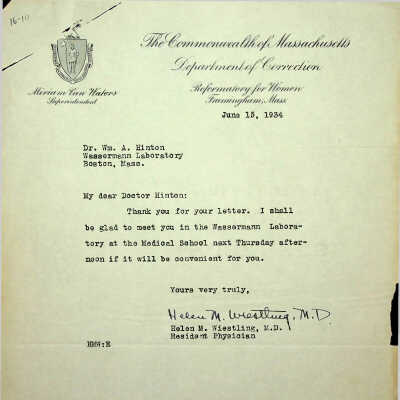 16-10
The Commonwealth of Massachusetts
Department of Correction
Miriam Van Waters
Superintendent
Reformatory for Women
Framingham, Mass.
June 15, 1934
Dr. Wm. A. Hinton
Wassermann Laboratory
Boston, Mass.
My dear Doctor Hinton:
Thank you for your letter. I shall
be glad to meet you in the Wassermann Labora-
tory at the Medical School next Thursday after-
noon if it will be convenient for you.
Yours very truly,
Helen M. Wiestling, M.D.
Helen M. Wiestling, M.D.
Resident Physician
HMW:E